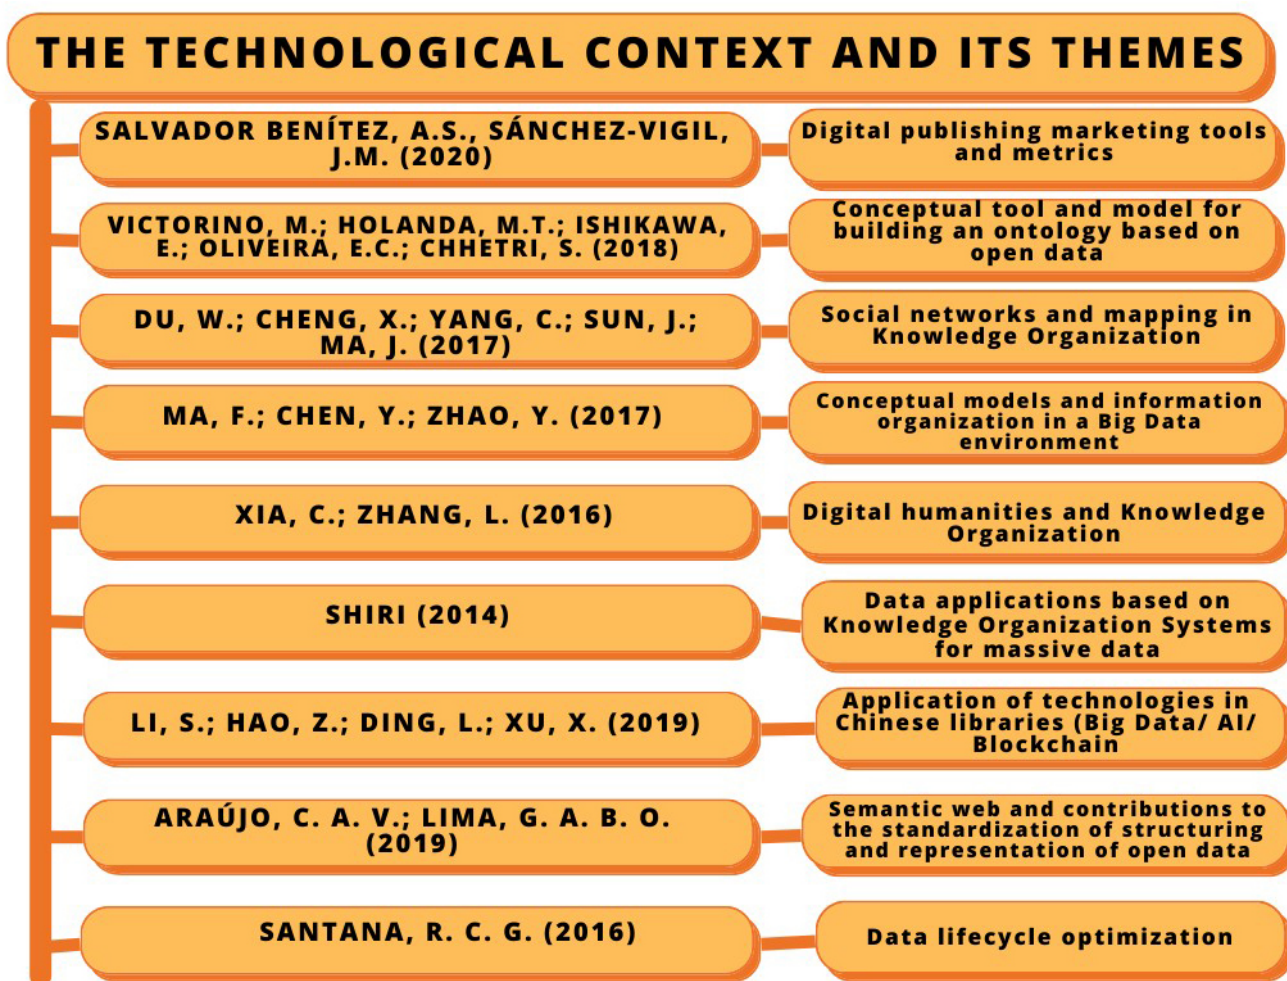 THE TECHNOLOGICAL CONTEXT AND ITS THEMES
SALVADOR BENÍTEZ, A.S., SÁNCHEZ-VIGIL,
J.M. (2020)
Digital publishing marketing tools
and metrics
VICTORINO, M.; HOLANDA, M.T.; ISHIKAWA,
E.; OLIVEIRA, E.C.; CHHETRI, S. (2018)
Conceptual tool and model for
building an ontology based on
open data
DU, W.; CHENG, X.; YANG, C.; SUN, J.;
MA, J. (2017)
Social networks and mapping in
Knowledge Organization
MA, F.; CHEN, Y.; ZHAO, Y. (2017)
Conceptual models and information
organization in a Big Data
environment
XIA, C.; ZHANG, L. (2016)
Digital humanities and Knowledge
Organization
SHIRI (2014)
Data applications based on
Knowledge Organization Systems
for massive data
LI, S.; HAO, Z.; DING, L.; XU, X. (2019)
Application of technologies in
Chinese libraries (Big Data/ AI/
Blockchain
ARAÚJO, C. A. V.; LIMA, G. A. B. O.
(2019)
Semantic web and contributions to
the standardization of structuring
and representation of open data
SANTANA, R. C. G. (2016)
Data lifecycle optimization